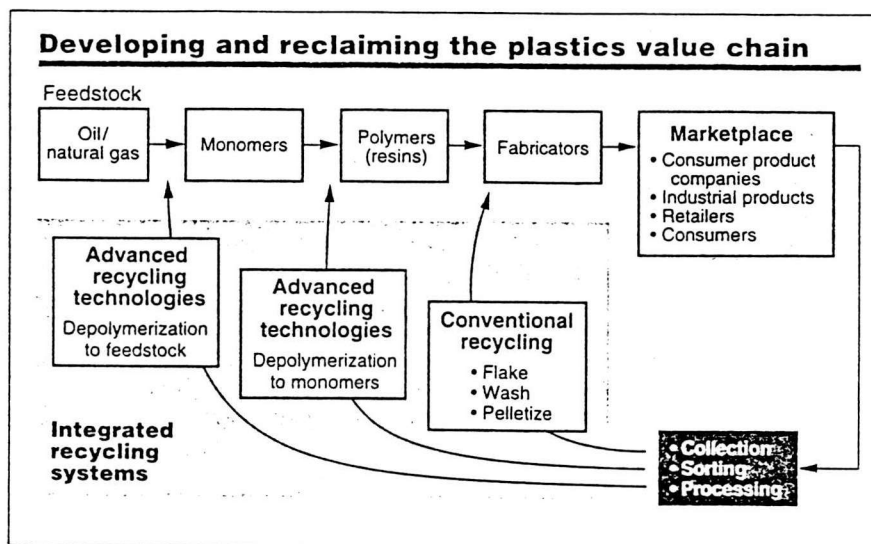 Developing and reclaiming the plastics value chain
Feedstock
Oil/
natural gas
Monomers
Polymers
(resins)
Fabricators
Marketplace
• Consumer product
companies
• Industrial products
• Retailers
• Consumers
Advanced
recycling
technologies
Depolymerization
to feedstock
Advanced
recycling
technologies
Depolymerization
to monomers
Conventional
recycling
• Flake
• Wash
• Pelletize
Integrated
recycling
systems
• Collection
• Sorting
• Processing